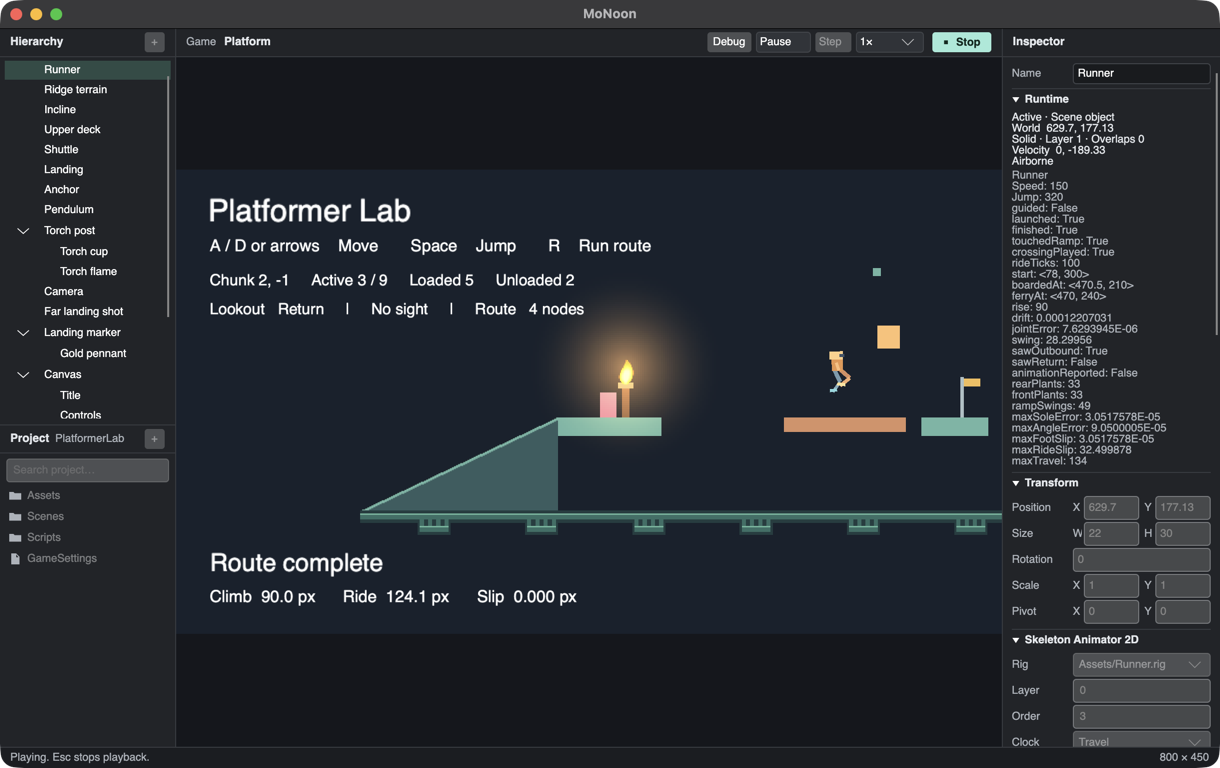 MoNoon
Hierarchy +
Runner
Ridge terrain
Incline
Upper deck
Shuttle
Landing
Anchor
Pendulum
Torch post
Torch cup
Torch flame
Camera
Far landing shot
Landing marker
Gold pennant
Canvas
Title
Controls
Project PlatformerLab +
Search project...
Assets
Scenes
Scripts
GameSettings
Game Platform
Debug Pause Step 1× Stop
Platformer Lab
A / D or arrows Move Space Jump R Run route
Chunk 2, -1 Active 3 / 9 Loaded 5 Unloaded 2
Lookout Return | No sight | Route 4 nodes
Route complete
Climb 90.0 px Ride 124.1 px Slip 0.000 px
Inspector
Name Runner
Runtime
Active · Scene object
World 629.7, 177.13
Solid · Layer 1 · Overlaps 0
Velocity 0, -189.33
Airborne
Runner
Speed: 150
Jump: 320
guided: False
launched: True
finished: True
touchedRamp: True
crossingPlayed: True
rideTicks: 100
start: <78, 300>
boardedAt: <470.5, 210>
ferryAt: <470, 240>
rise: 90
drift: 0.00012207031
jointError: 7.6293945E-06
swing: 28.29956
sawOutbound: True
sawReturn: False
animationReported: False
rearPlants: 33
frontPlants: 33
rampSwings: 49
maxSoleError: 3.0517578E-05
maxAngleError: 9.0500005E-05
maxFootSlip: 3.0517578E-05
maxRideSlip: 32.499878
maxTravel: 134
Transform
Position X 629.7 Y 177.13
Size W 22 H 30
Rotation 0
Scale X 1 Y 1
Pivot X 0 Y 0
Skeleton Animator 2D
Rig Assets/Runner.rig
Layer 0
Order 3
Clock Travel
Playing. Esc stops playback.
800 × 450